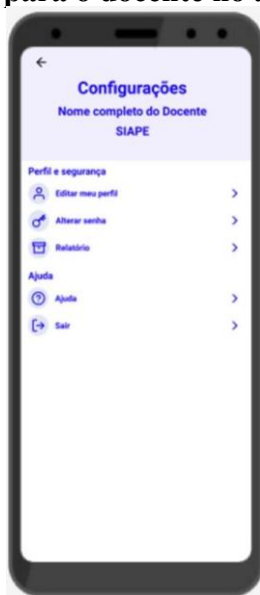 Configurações
Nome completo do Docente
SIAPE
Perfil e segurança
Editar meu perfil
Alterar senha
Relatório
Ajuda
Ajuda
Sair